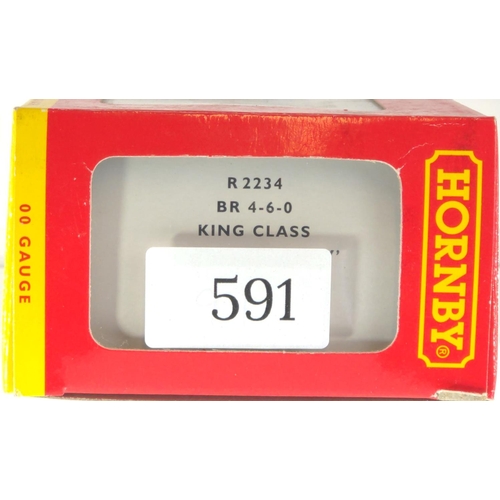 R 2234
BR 4-6-0
KING CLASS
591
00 GAUGE
HORNBY®